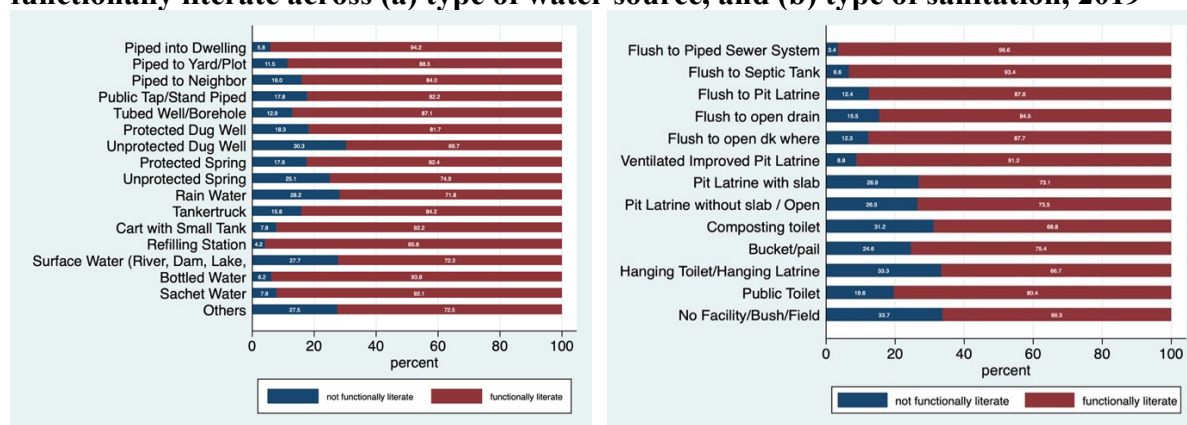 functionally literate across (a) type of water source, and (b) type of sanitation, 2019
Piped into Dwelling 5.8 94.2
Piped to Yard/Plot 11.5 88.5
Piped to Neighbor 16.0 84.0
Public Tap/Stand Piped 17.8 82.2
Tubed Well/Borehole 12.9 87.1
Protected Dug Well 18.3 81.7
Unprotected Dug Well 30.3 69.7
Protected Spring 17.6 82.4
Unprotected Spring 25.1 74.9
Rain Water 28.2 71.8
Tankertruck 15.8 84.2
Cart with Small Tank 7.8 92.2
Refilling Station 4.2 95.8
Surface Water (River, Dam, Lake, 27.7 72.3
Bottled Water 6.2 93.8
Sachet Water 7.9 92.1
Others 27.5 72.5
0 20 40 60 80 100
percent
not functionally literate functionally literate
Flush to Piped Sewer System 3.4 96.6
Flush to Septic Tank 6.6 93.4
Flush to Pit Latrine 12.4 87.6
Flush to open drain 15.5 84.5
Flush to open dk where 12.3 87.7
Ventilated Improved Pit Latrine 8.8 91.2
Pit Latrine with slab 26.9 73.1
Pit Latrine without slab / Open 26.5 73.5
Composting toilet 31.2 68.8
Bucket/pail 24.6 75.4
Hanging Toilet/Hanging Latrine 33.3 66.7
Public Toilet 19.6 80.4
No Facility/Bush/Field 33.7 66.3
0 20 40 60 80 100
percent
not functionally literate functionally literate